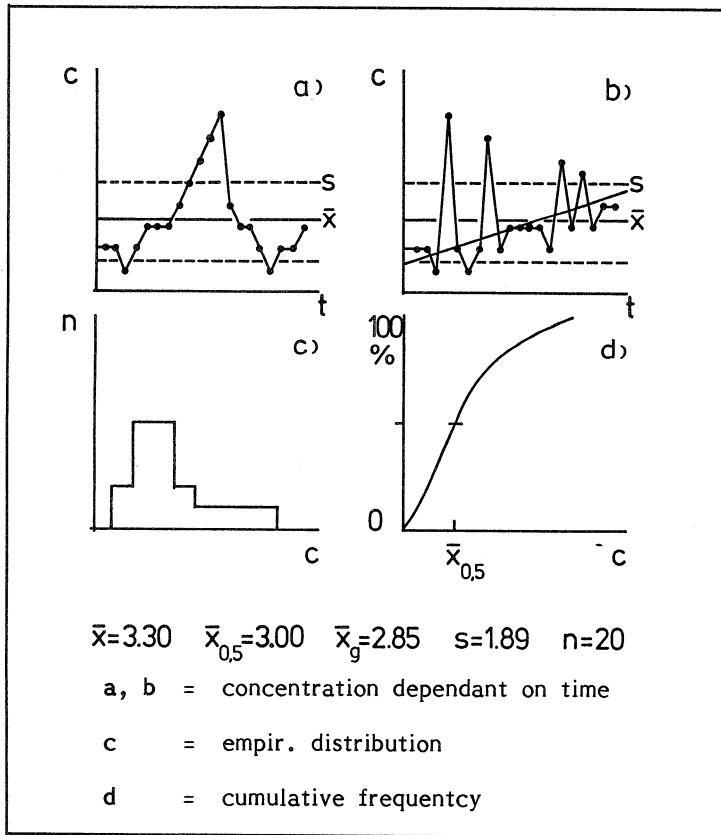 c
a)
s
x̄
t
c
b)
s
x̄
t
n
c)
c
100
%
d)
0
x̄0,5
c
x̄=3.30 x̄0,5=3.00 x̄g=2.85 s=1.89 n=20
a, b = concentration dependant on time
c = empir. distribution
d = cumulative frequentcy